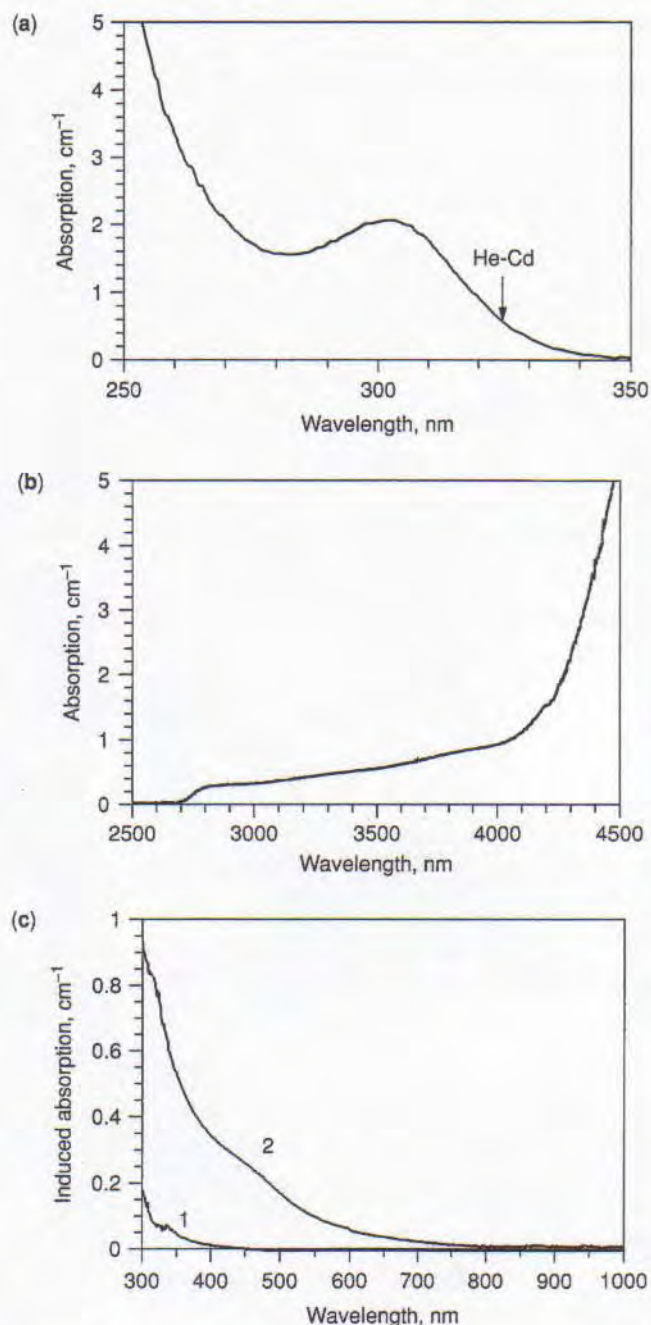 (a)
5
4
3
2
1
0
Absorption, cm⁻¹
He-Cd
250 300 350
Wavelength, nm
(b)
5
4
3
2
1
0
Absorption, cm⁻¹
2500 3000 3500 4000 4500
Wavelength, nm
(c)
1
0.8
0.6
0.4
0.2
0
Induced absorption, cm⁻¹
2
1
300 400 500 600 700 800 900 1000
Wavelength, nm